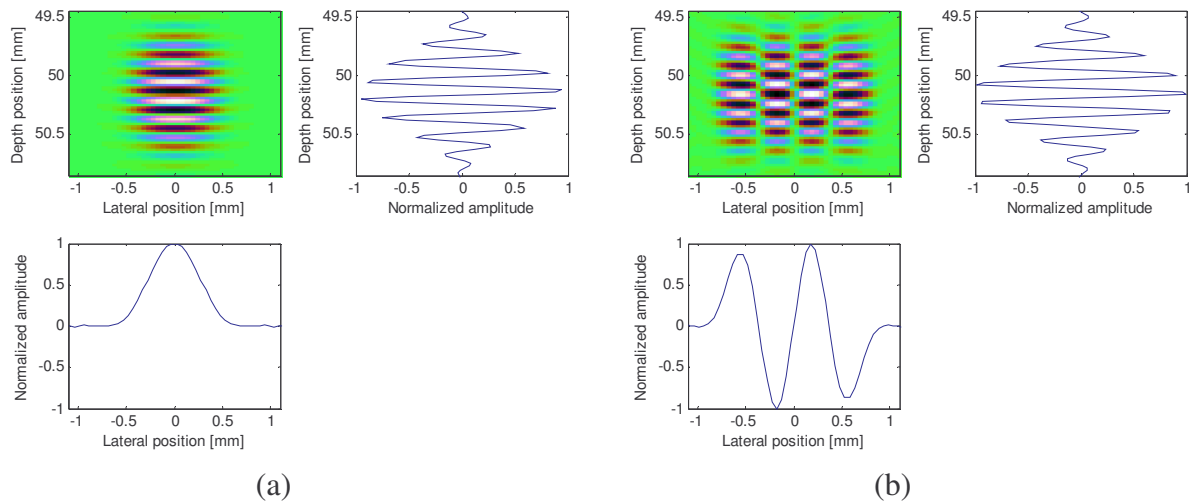 49.5
50
50.5
Depth position [mm]
-1 -0.5 0 0.5 1
Lateral position [mm]
49.5
50
50.5
Depth position [mm]
-1 -0.5 0 0.5 1
Normalized amplitude
1
0.5
0
-0.5
-1
Normalized amplitude
-1 -0.5 0 0.5 1
Lateral position [mm]
(a)
49.5
50
50.5
Depth position [mm]
-1 -0.5 0 0.5 1
Lateral position [mm]
49.5
50
50.5
Depth position [mm]
-1 -0.5 0 0.5 1
Normalized amplitude
1
0.5
0
-0.5
-1
Normalized amplitude
-1 -0.5 0 0.5 1
Lateral position [mm]
(b)